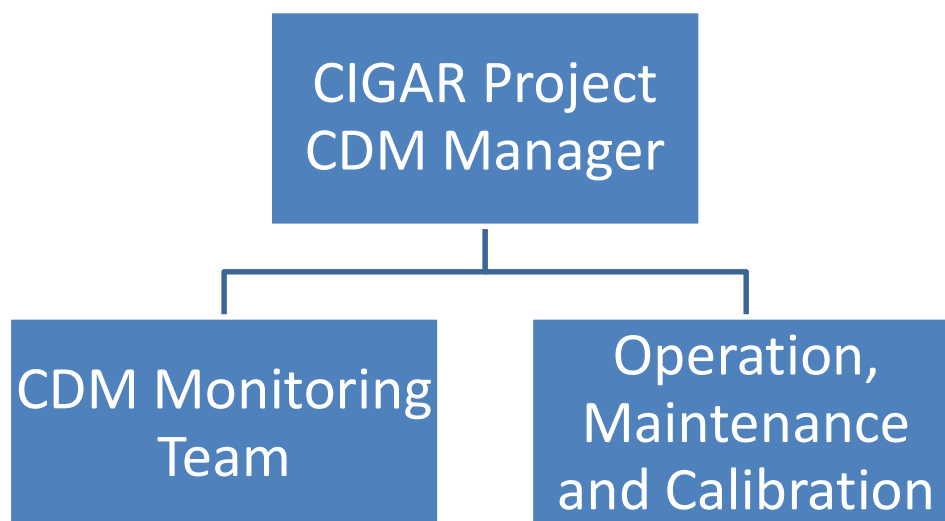 CIGAR Project
CDM Manager
CDM Monitoring
Team
Operation,
Maintenance
and Calibration